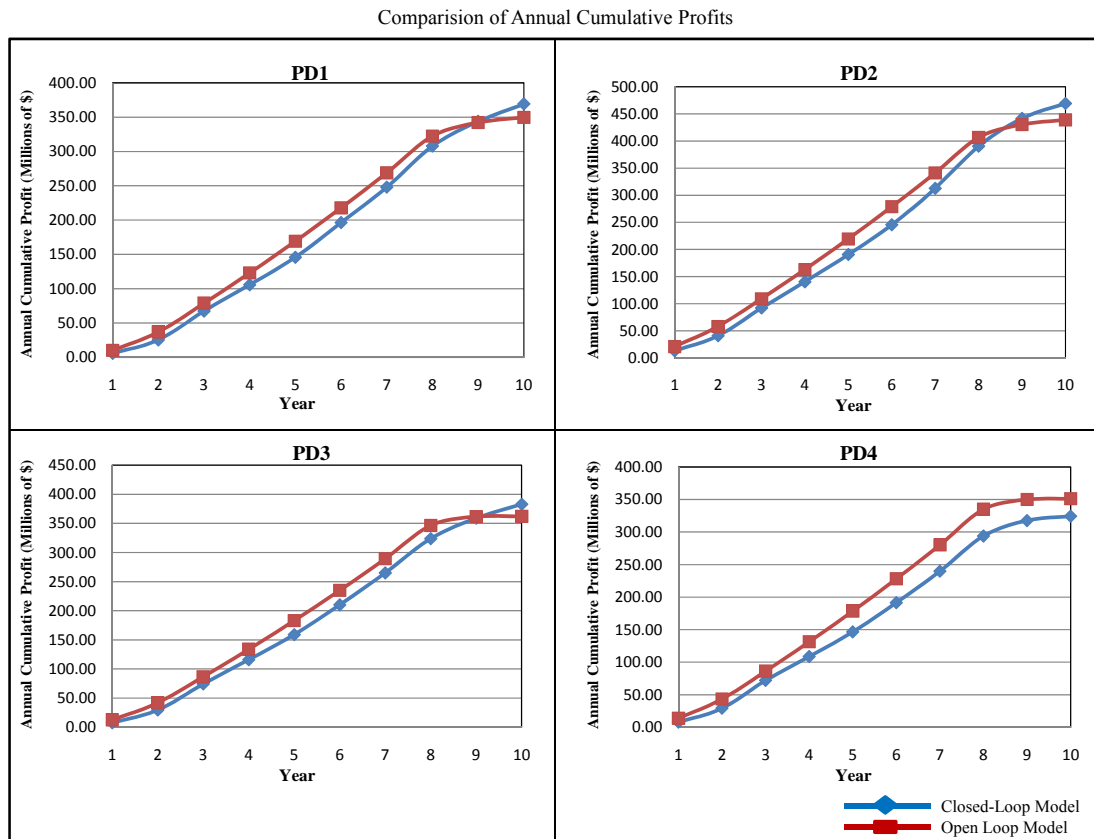 Comparision of Annual Cumulative Profits
PD1
Annual Cumulative Profit (Millions of $)
400.00
350.00
300.00
250.00
200.00
150.00
100.00
50.00
0.00
1 2 3 4 5 6 7 8 9 10
Year
PD2
Annual Cumulative Profit (Millions of $)
500.00
450.00
400.00
350.00
300.00
250.00
200.00
150.00
100.00
50.00
0.00
1 2 3 4 5 6 7 8 9 10
Year
PD3
Annual Cumulative Profit (Millions of $)
450.00
400.00
350.00
300.00
250.00
200.00
150.00
100.00
50.00
0.00
1 2 3 4 5 6 7 8 9 10
Year
PD4
Annual Cumulative Profit (Millions of $)
400.00
350.00
300.00
250.00
200.00
150.00
100.00
50.00
0.00
1 2 3 4 5 6 7 8 9 10
Year
Closed-Loop Model
Open Loop Model